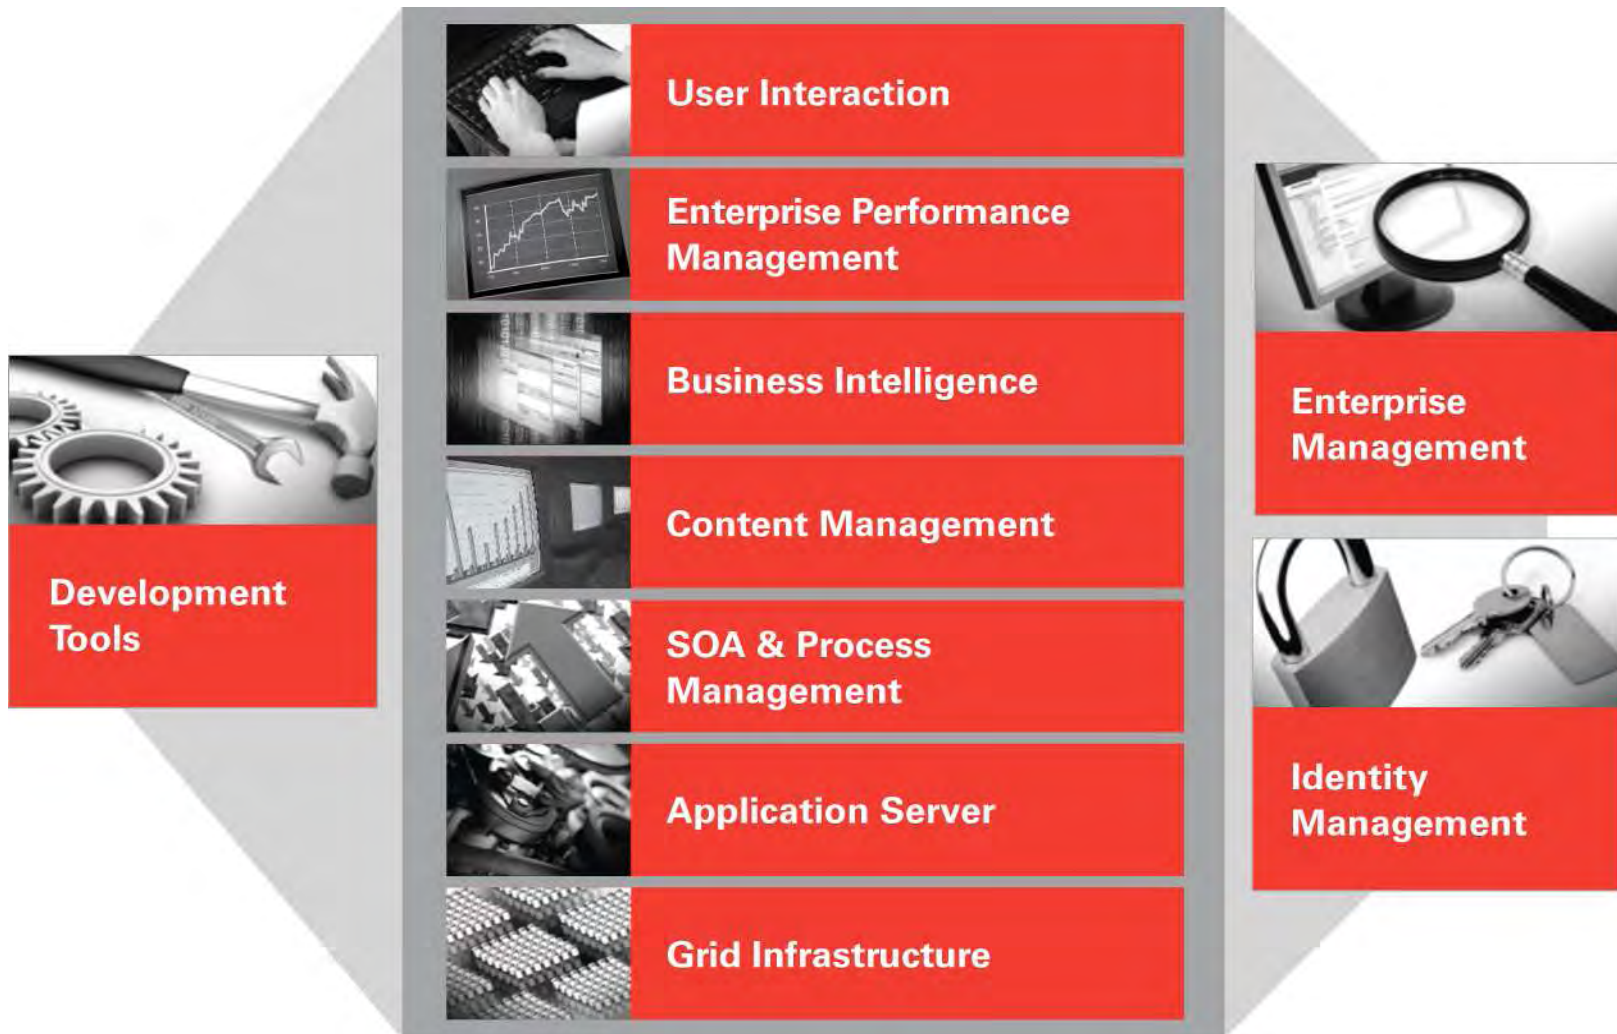 User Interaction
Enterprise Performance
Management
Business Intelligence
Content Management
SOA & Process
Management
Application Server
Grid Infrastructure
Development
Tools
Enterprise
Management
Identity
Management